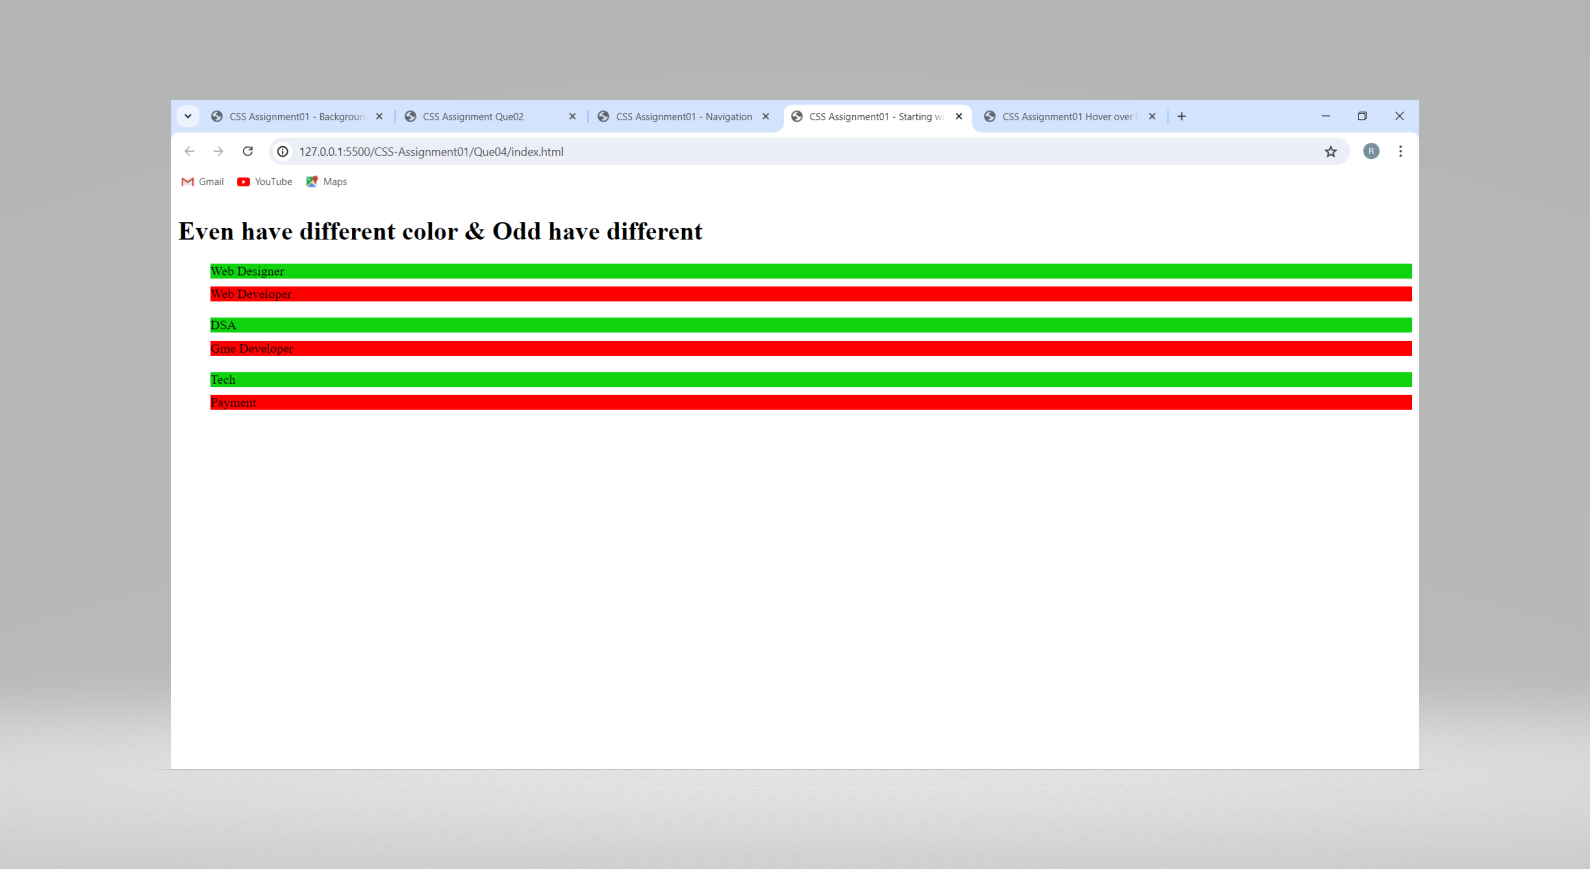 CSS Assignment01 - Backgroun
CSS Assignment Que02
CSS Assignment01 - Navigation
CSS Assignment01 - Starting wi
CSS Assignment01 Hover over
127.0.0.1:5500/CSS-Assignment01/Que04/index.html
R
Gmail
YouTube
Maps
Even have different color & Odd have different
Web Designer
Web Developer
DSA
Gme Developer
Tech
Payment